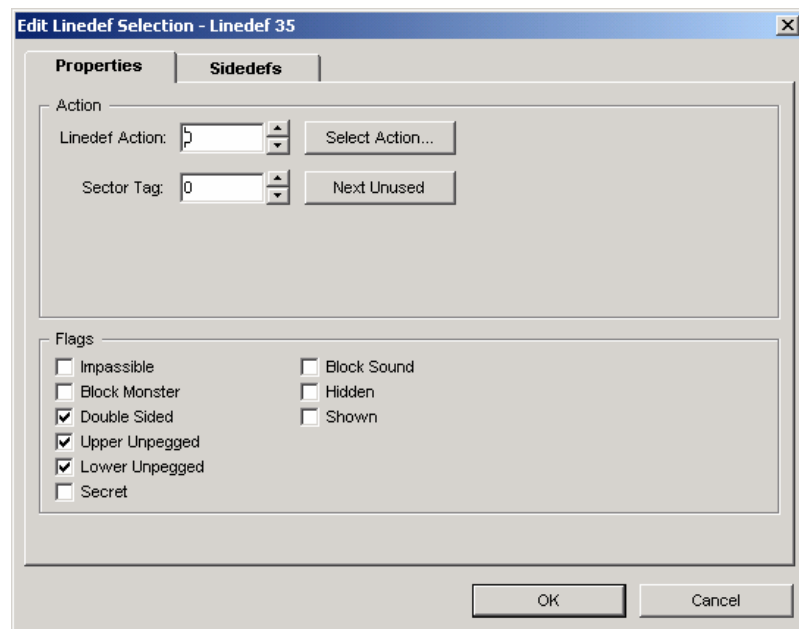 Edit Linedef Selection - Linedef 35
Properties
Sidedefs
Action
Linedef Action:
Select Action...
Sector Tag:
0
Next Unused
Flags
Impassible
Block Sound
Block Monster
Hidden
Double Sided
Shown
Upper Unpegged
Lower Unpegged
Secret
OK
Cancel